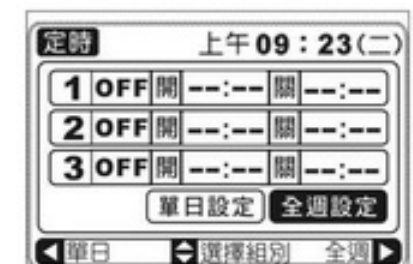 定時 上午09：23(二)
1 OFF 開 --:-- 關 --:--
2 OFF 開 --:-- 關 --:--
3 OFF 開 --:-- 關 --:--
單日設定 全週設定
單日 選擇組別 全週